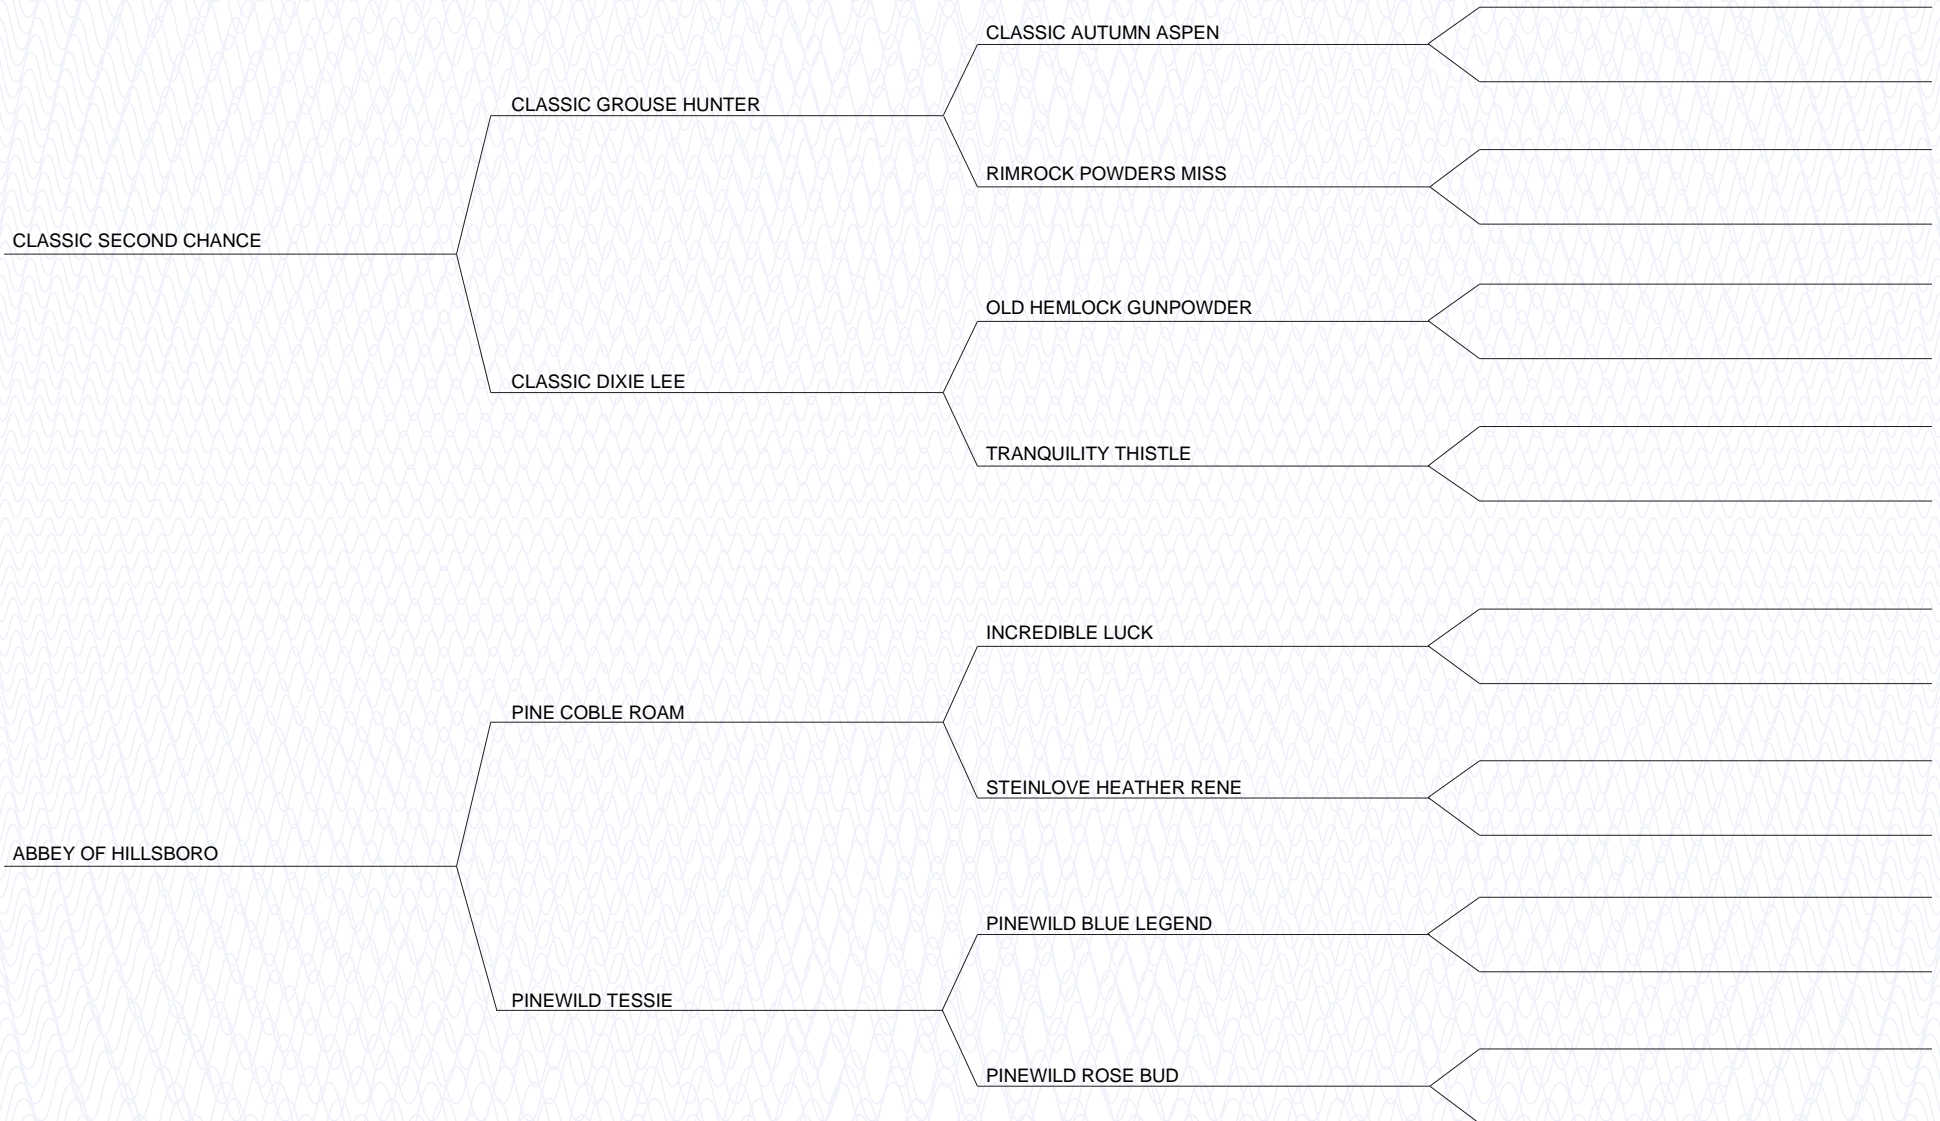 CLASSIC AUTUMN ASPEN
CLASSIC GROUSE HUNTER
RIMROCK POWDERS MISS
CLASSIC SECOND CHANCE
OLD HEMLOCK GUNPOWDER
CLASSIC DIXIE LEE
TRANQUILITY THISTLE
INCREDIBLE LUCK
PINE COBLE ROAM
STEINLOVE HEATHER RENE
ABBEY OF HILLSBORO
PINEWILD BLUE LEGEND
PINEWILD TESSIE
PINEWILD ROSE BUD